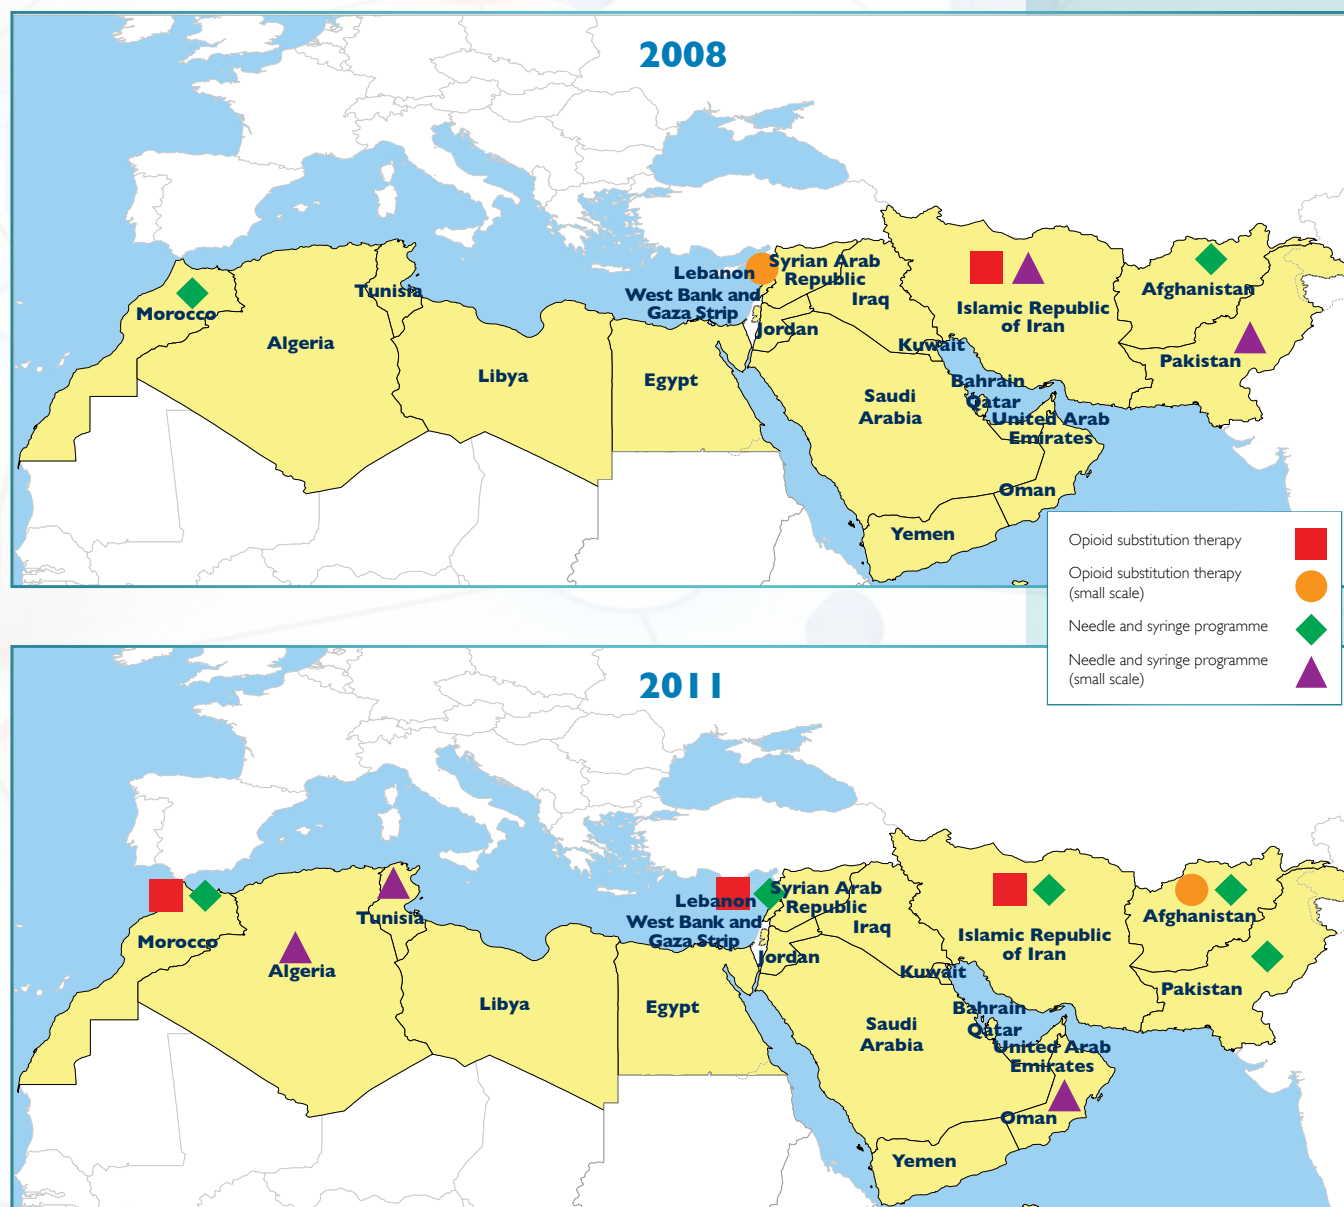 2008
Lebanon
Syrian Arab
Republic
West Bank and
Gaza Strip
Iraq
Morocco
Tunisia
Algeria
Jordan
Kuwait
Islamic Republic
of Iran
Afghanistan
Pakistan
Libya
Egypt
Saudi
Arabia
Bahrain
Qatar
United Arab
Emirates
Oman
Yemen
Opioid substitution therapy
Opioid substitution therapy
(small scale)
Needle and syringe programme
Needle and syringe programme
(small scale)
2011
Lebanon
Syrian Arab
Republic
West Bank and
Gaza Strip
Iraq
Morocco
Tunisia
Algeria
Jordan
Kuwait
Islamic Republic
of Iran
Afghanistan
Pakistan
Libya
Egypt
Saudi
Arabia
Bahrain
Qatar
United Arab
Emirates
Oman
Yemen